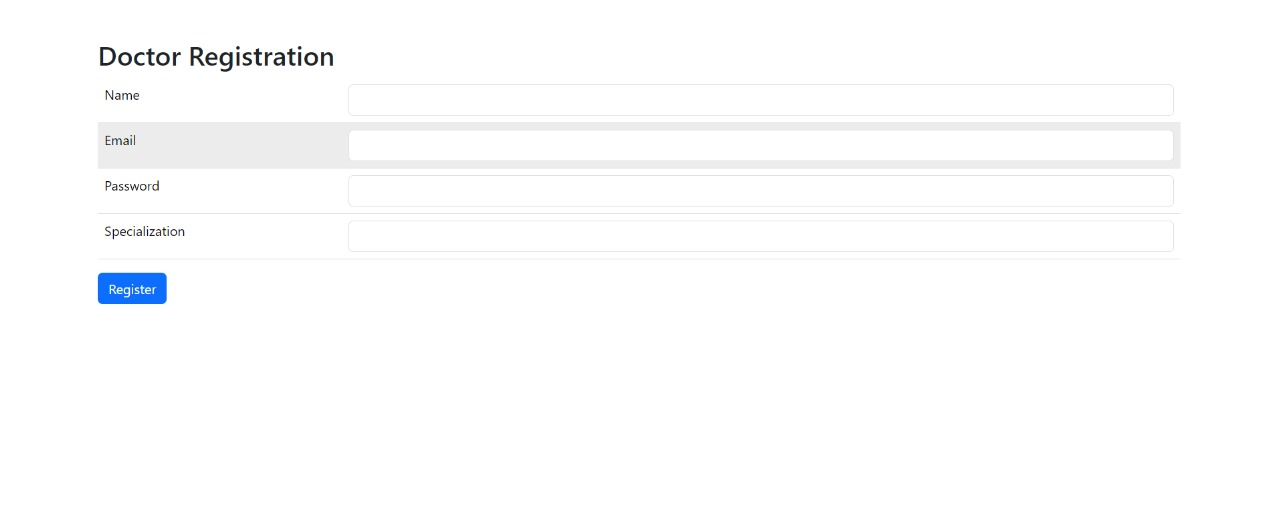 Doctor Registration
Name
Email
Password
Specialization
Register